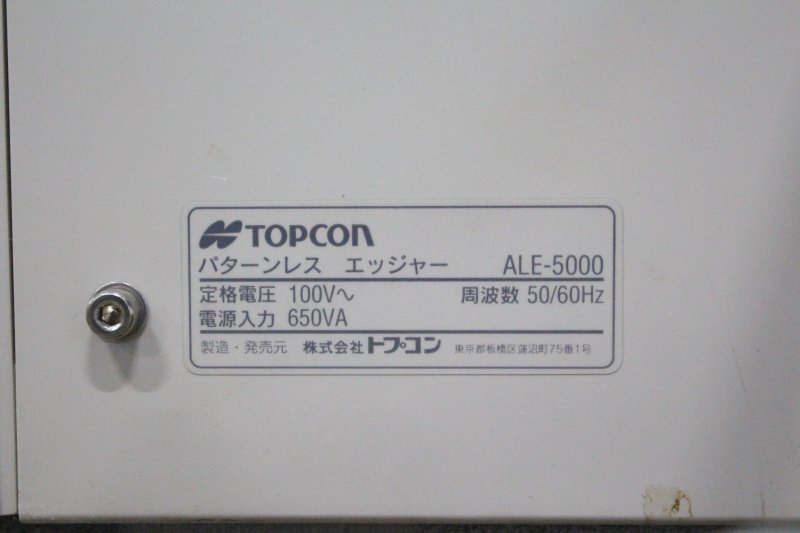 TOPCON
パターンレス エッジャー ALE-5000
定格電圧 100V～ 周波数 50/60Hz
電源入力 650VA
製造・発売元 株式会社トプコン 東京都板橋区蓮沼町75番1号